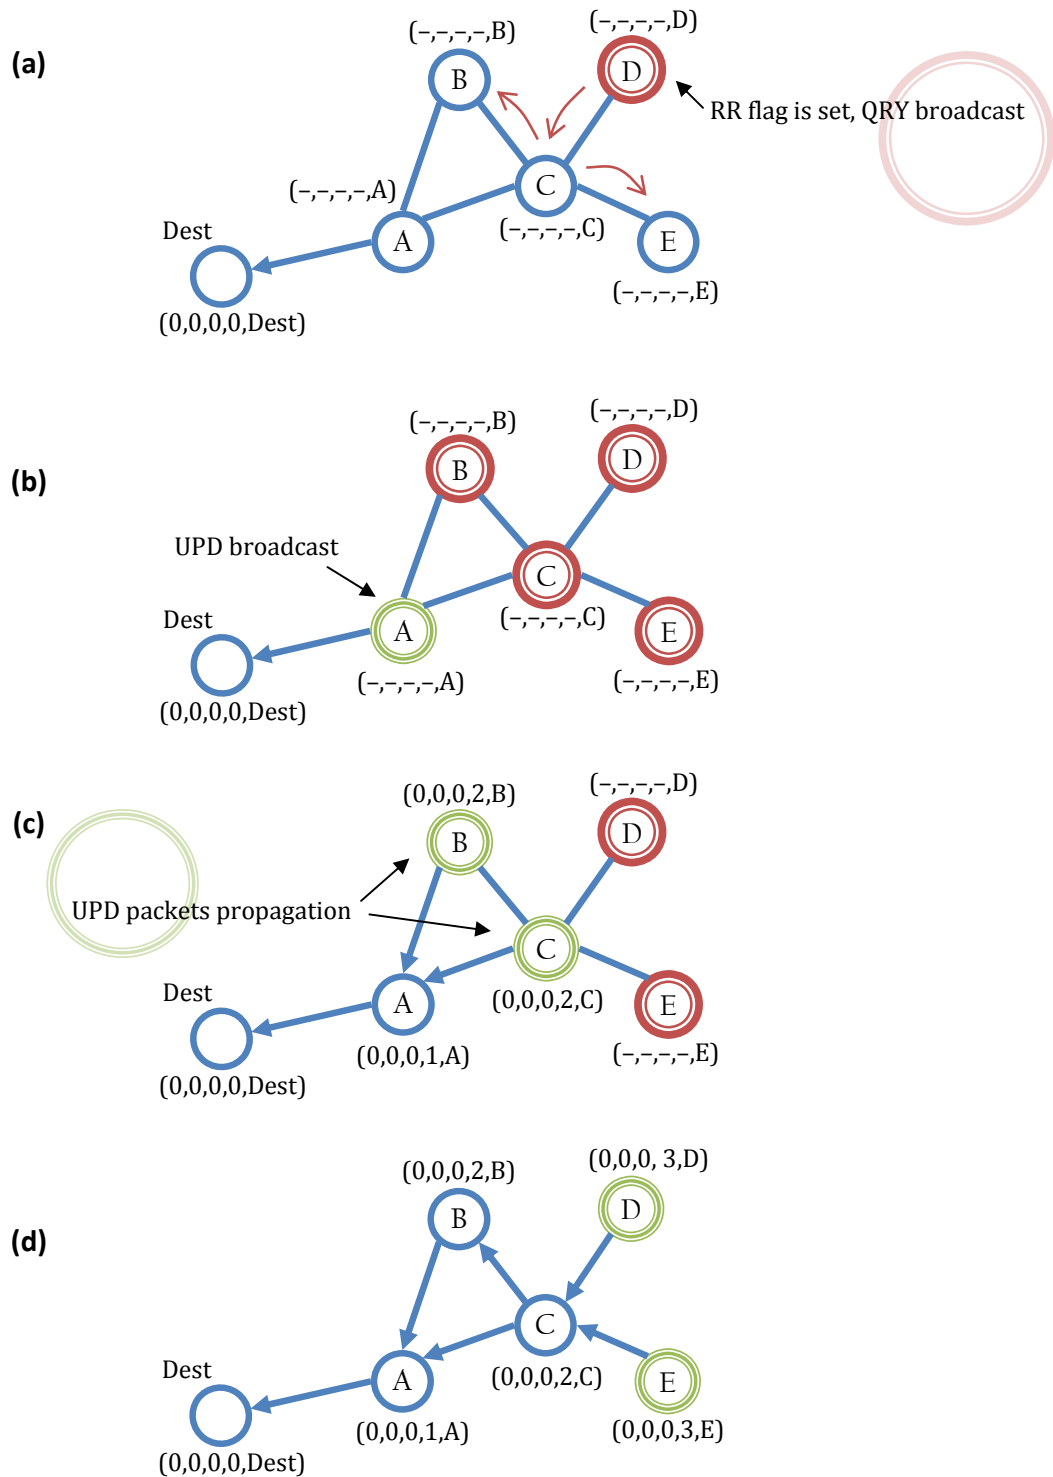 (a)
(–,–,–,–,B)
(–,–,–,–,D)
B
D
RR flag is set, QRY broadcast
(–,–,–,–,A)
C
(–,–,–,–,C)
Dest
A
E
(–,–,–,–,E)
(0,0,0,0,Dest)
(b)
(–,–,–,–,B)
(–,–,–,–,D)
B
D
UPD broadcast
C
(–,–,–,–,C)
Dest
A
E
(–,–,–,–,A)
(–,–,–,–,E)
(0,0,0,0,Dest)
(c)
(0,0,0,2,B)
(–,–,–,–,D)
B
D
UPD packets propagation
C
Dest
A
(0,0,0,2,C)
E
(0,0,0,1,A)
(–,–,–,–,E)
(0,0,0,0,Dest)
(d)
(0,0,0,2,B)
(0,0,0, 3,D)
B
D
C
Dest
A
(0,0,0,2,C)
E
(0,0,0,1,A)
(0,0,0,3,E)
(0,0,0,0,Dest)